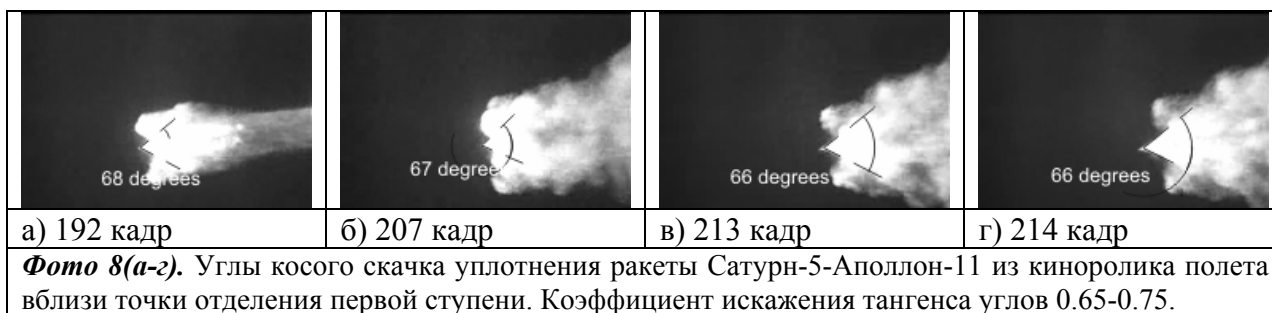 68 degrees
67 degree
66 degrees
66 degrees
а) 192 кадр
б) 207 кадр
в) 213 кадр
г) 214 кадр
Фото 8(а-г). Углы косого скачка уплотнения ракеты Сатурн-5-Аполлон-11 из киноролика полета
вблизи точки отделения первой ступени. Коэффициент искажения тангенса углов 0.65-0.75.